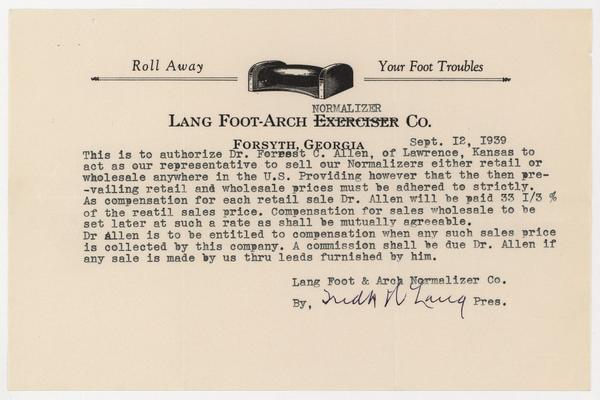 Roll Away Your Foot Troubles
NORMALIZER
LANG FOOT-ARCH EXERCISER CO.
FORSYTH, GEORGIA Sept. 12, 1939
This is to authorize Dr. Forrest C. Allen, of Lawrence, Kansas to
act as our representative to sell our Normalizers either retail or
wholesale anywhere in the U.S. Providing however that the then pre-
-vailing retail and wholesale prices must be adhered to strictly.
As compensation for each retail sale Dr. Allen will be paid 33 I/3 %
of the reatil sales price. Compensation for sales wholesale to be
set later at such a rate as shall be mutually agreeable.
Dr Allen is to be entitled to compensation when any such sales price
is collected by this company. A commission shall be due Dr. Allen if
any sale is made by us thru leads furnished by him.
Lang Foot & Arch Normalizer Co.
By, Lang Pres.